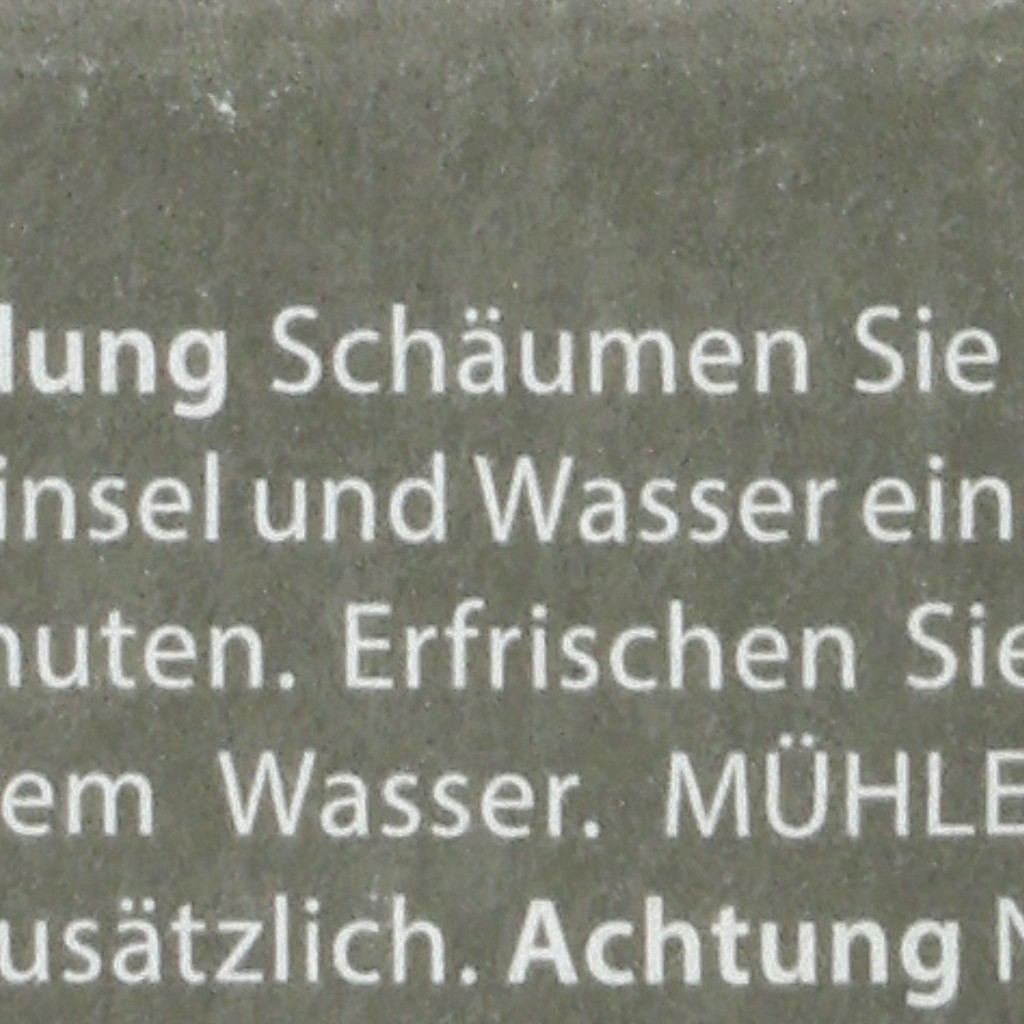 lung Schäumen Sie
insel und Wasser ein
nuten. Erfrischen Sie
em Wasser. MÜHLE
usätzlich. Achtung N